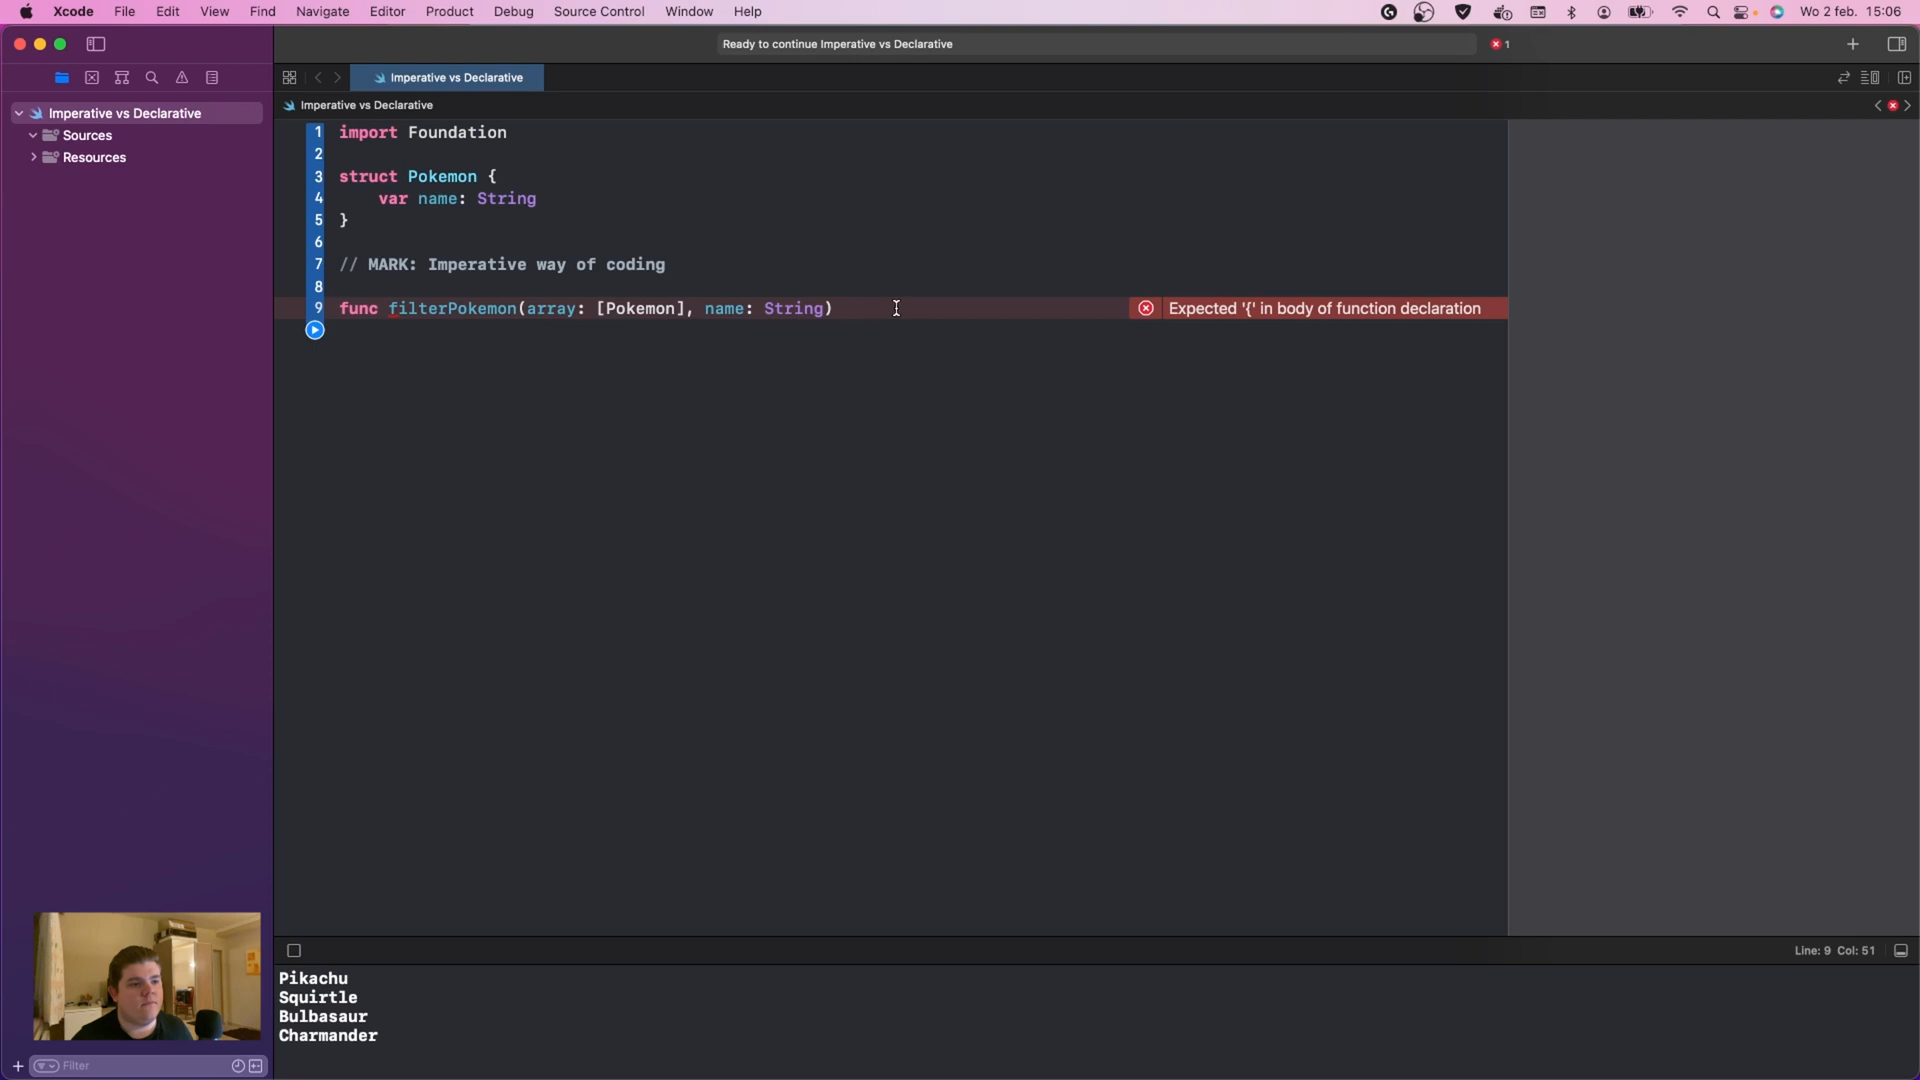 Xcode File Edit View Find Navigate Editor Product Debug Source Control Window Help Wo 2 feb. 15:06
Ready to continue Imperative vs Declarative 1
Imperative vs Declarative
Imperative vs Declarative
Imperative vs Declarative
Sources
Resources
1 import Foundation
2
3 struct Pokemon {
4 var name: String
5 }
6
7 // MARK: Imperative way of coding
8
9 func filterPokemon(array: [Pokemon], name: String) Expected '{' in body of function declaration
Line: 9 Col: 51
Pikachu
Squirtle
Bulbasaur
Charmander
Filter